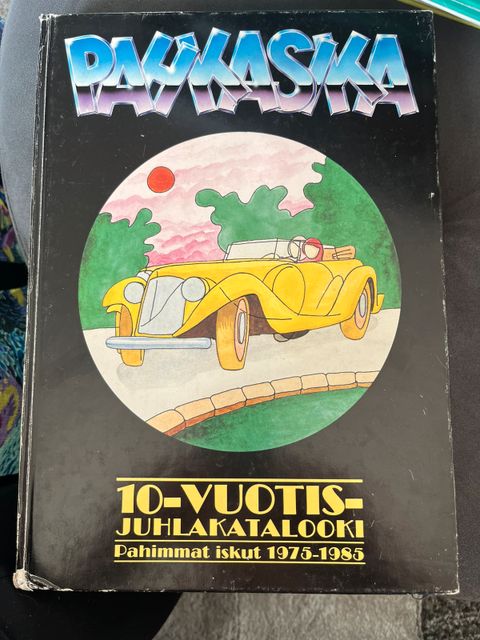 PAHKASIKA
10-VUOTIS-
JUHLAKATALOOKI
Pahimmat iskut 1975-1985